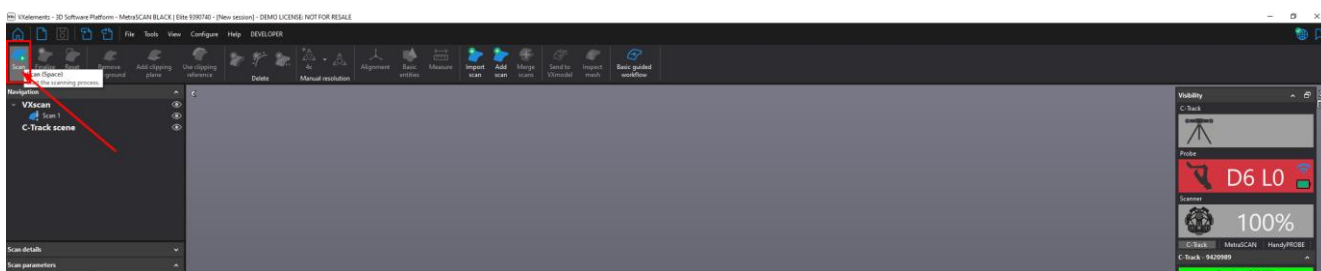 VXelements - 3D Software Platform - MetraSCAN BLACK | Elite 9390740 - [New session] - DEMO LICENSE: NOT FOR RESALE
File Tools View Configure Help DEVELOPER
Scan Finalize Reset Remove Add clipping plane Use clipping reference
Delete
4x
Manual resolution
Alignment Basic entities Measure Import scan Add scan Merge scans Send to VXmodel Inspect mesh Basic guided workflow
Scan (Space)
the scanning process.
Navigation
VXscan
Scan 1
C-Track scene
Scan details
Scan parameters
Visibility
C-Track
Probe
D6 L0
Scanner
100%
C-Track MetraSCAN HandyPROBE
C-Track - 9420989